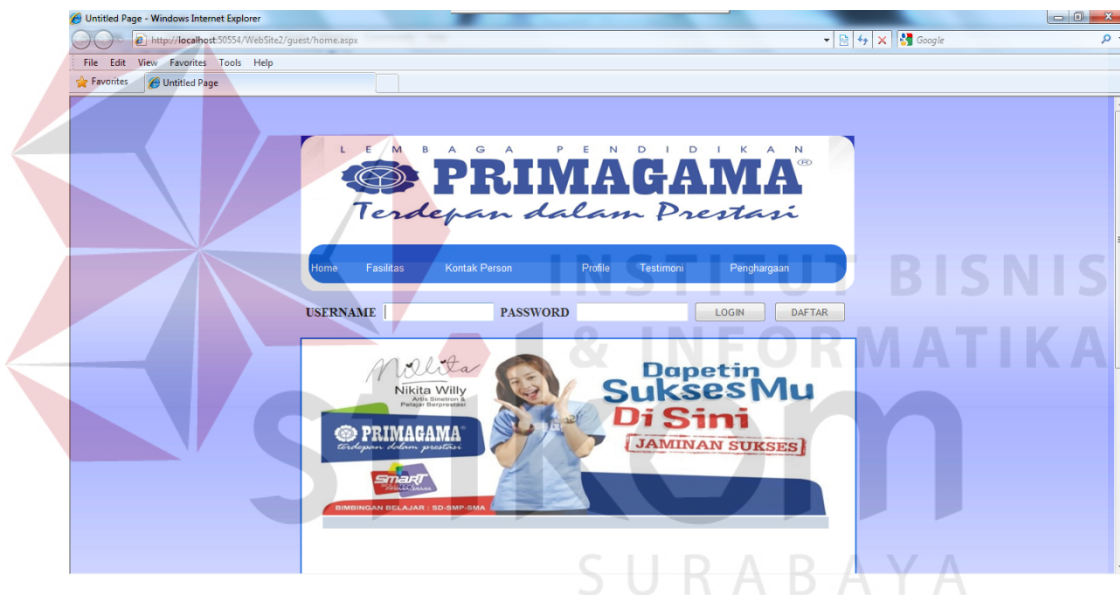 Untitled Page - Windows Internet Explorer
http://localhost:50554/WebSite2/guest/home.aspx
Google
File Edit View Favorites Tools Help
Favorites Untitled Page
LEMBAGA PENDIDIKAN
PRIMAGAMA®
Terdepan dalam Prestasi
Home Fasilitas Kontak Person Profile Testimoni Penghargaan
USERNAME PASSWORD LOGIN DAFTAR
Nikita Willy
Artis Sinetron &
Pelajar Berprestasi
PRIMAGAMA
terdepan dalam prestasi
SmarT
BIMBINGAN BELAJAR : SD-SMP-SMA
Dapetin
SuksesMu
Di Sini
JAMINAN SUKSES
INSTITUT BISNIS
& INFORMATIKA
stikom
SURABAYA